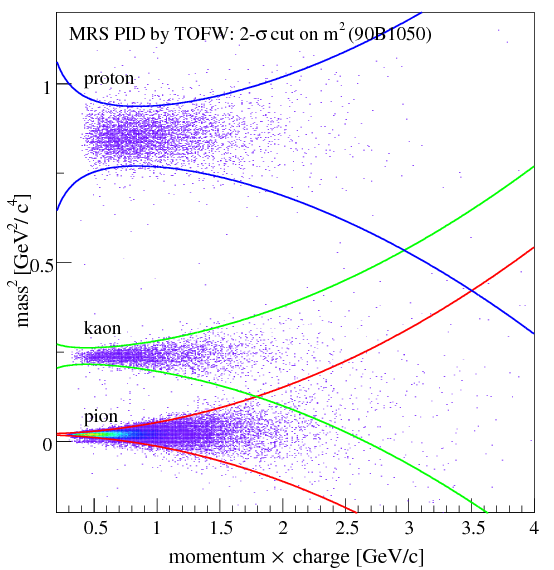 MRS PID by TOFW: 2-σ cut on m² (90B1050)
proton
1
mass² [GeV²/c⁴]
0.5
kaon
pion
0
0.5 1 1.5 2 2.5 3 3.5 4
momentum × charge [GeV/c]